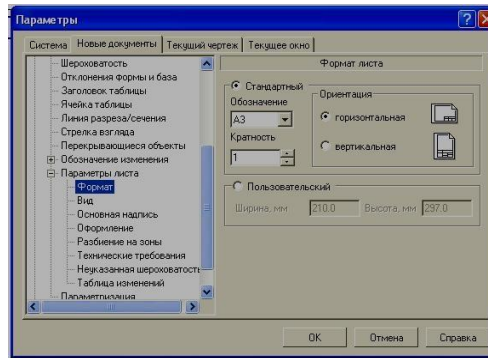 Параметры
Система
Новые документы
Текущий чертеж
Текущее окно
Шероховатость
Отклонения формы и база
Заголовок таблицы
Ячейка таблицы
Линия разреза/сечения
Стрелка взгляда
Перекрывающиеся объекты
Обозначение изменения
Параметры листа
Формат
Вид
Основная надпись
Оформление
Разбиение на зоны
Технические требования
Неуказанная шероховатость
Таблица изменений
Параметризация
Формат листа
Стандартный
Обозначение
A3
Кратность
1
Ориентация
горизонтальная
вертикальная
Пользовательский
Ширина, мм 210.0 Высота, мм 297.0
OK Отмена Справка